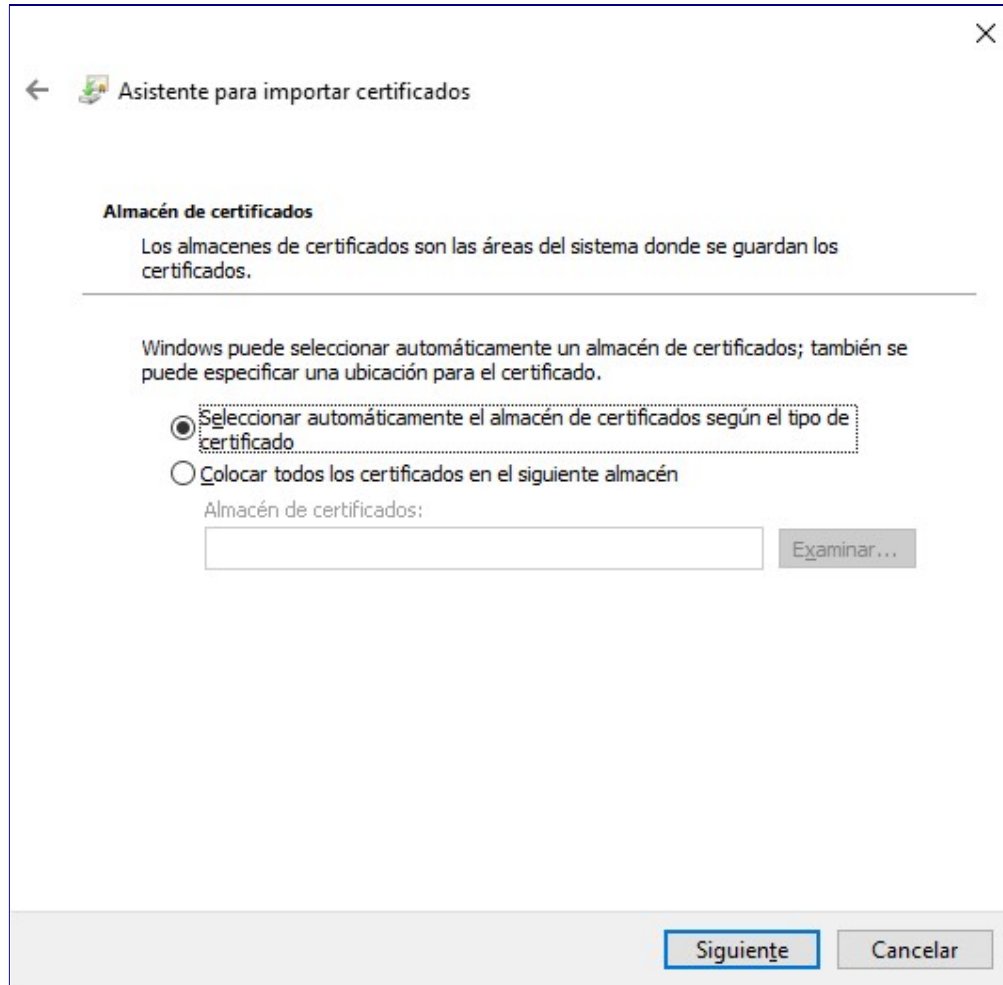 Asistente para importar certificados
Almacén de certificados
Los almacenes de certificados son las áreas del sistema donde se guardan los
certificados.
Windows puede seleccionar automáticamente un almacén de certificados; también se
puede especificar una ubicación para el certificado.
Seleccionar automáticamente el almacén de certificados según el tipo de
certificado
Colocar todos los certificados en el siguiente almacén
Almacén de certificados:
Examinar...
Siguiente
Cancelar